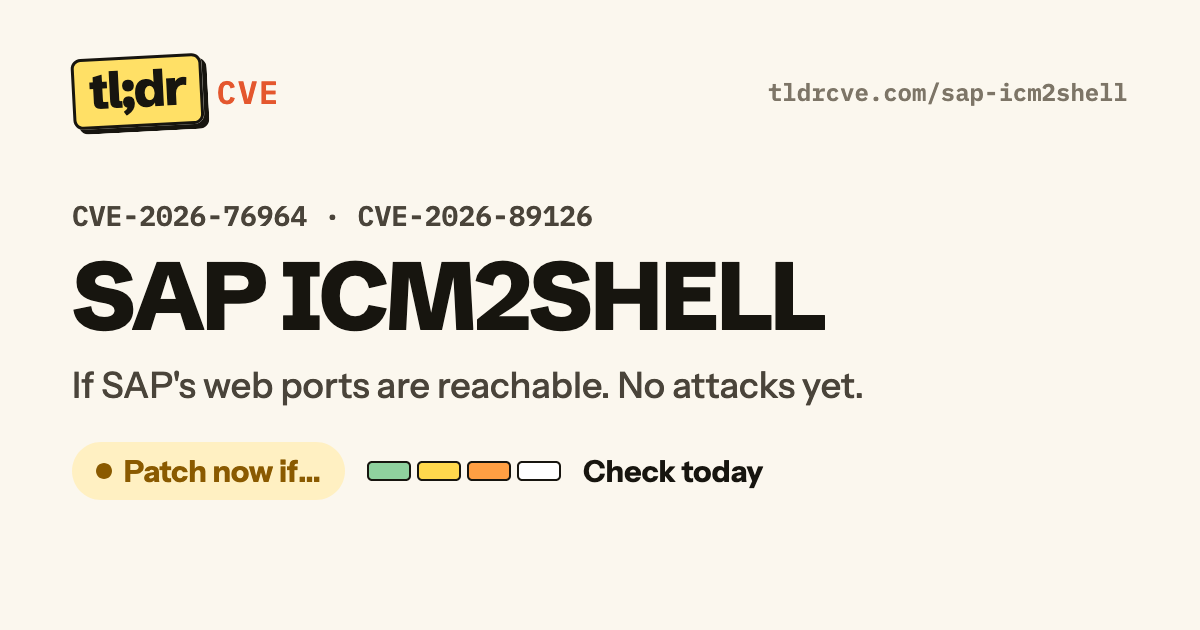 tl;dr CVE
tldrcve.com/sap-icm2shell
CVE-2026-76964 · CVE-2026-89126
SAP ICM2SHELL
If SAP's web ports are reachable. No attacks yet.
Patch now if...
Check today